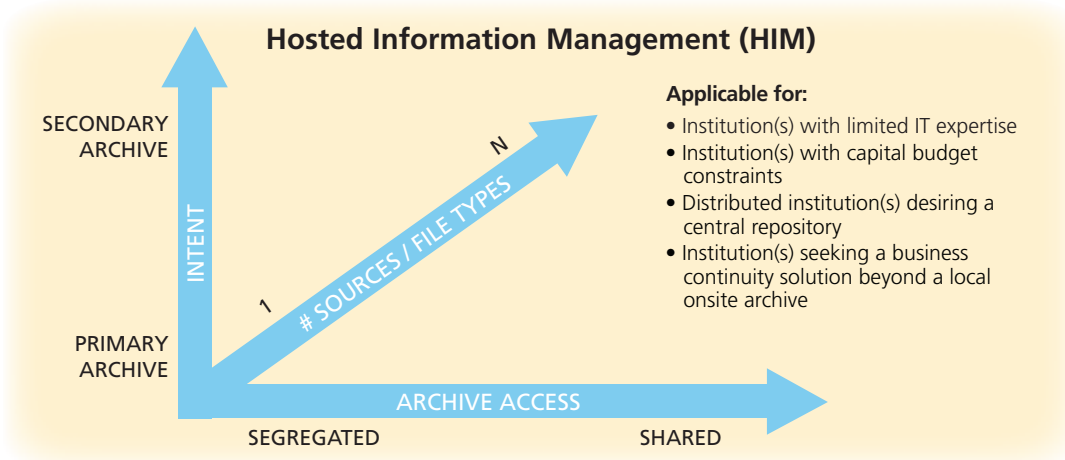 Hosted Information Management (HIM)
SECONDARY
ARCHIVE
PRIMARY
ARCHIVE
INTENT
1
N
# SOURCES / FILE TYPES
ARCHIVE ACCESS
SEGREGATED
SHARED
Applicable for:
• Institution(s) with limited IT expertise
• Institution(s) with capital budget
constraints
• Distributed institution(s) desiring a
central repository
• Institution(s) seeking a business
continuity solution beyond a local
onsite archive